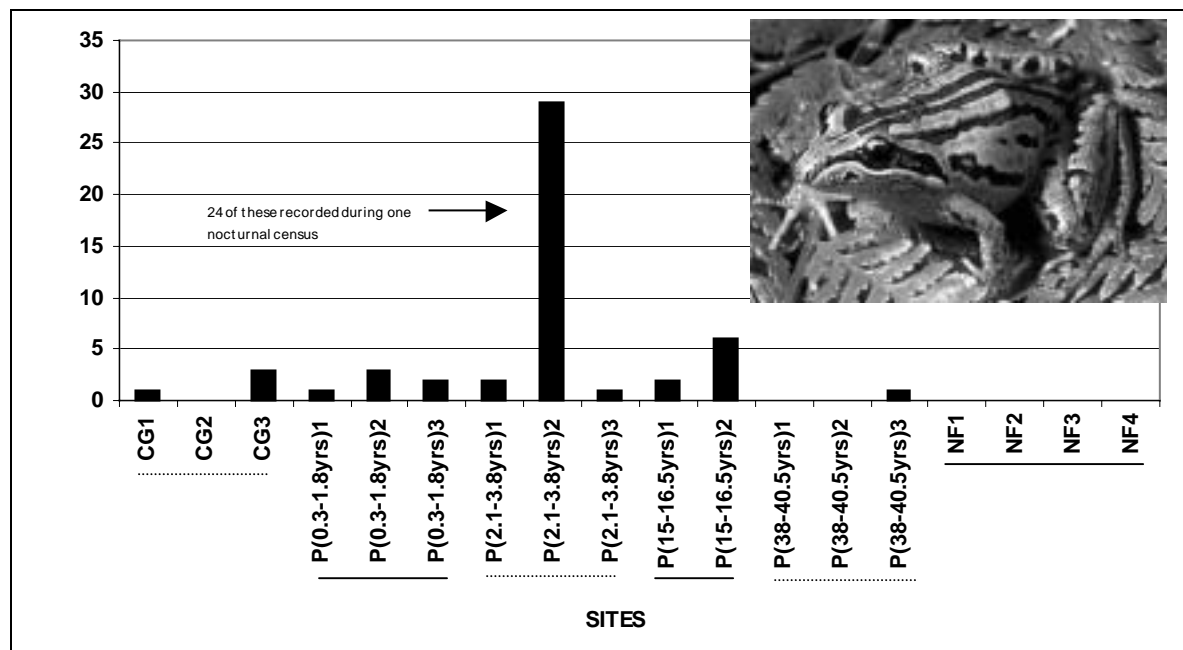 35
30
25
20
15
10
5
0
24 of these recorded during one
nocturnal census
CG1
CG2
CG3
P(0.3-1.8yrs)1
P(0.3-1.8yrs)2
P(0.3-1.8yrs)3
P(2.1-3.8yrs)1
P(2.1-3.8yrs)2
P(2.1-3.8yrs)3
P(15-16.5yrs)1
P(15-16.5yrs)2
P(38-40.5yrs)1
P(38-40.5yrs)2
P(38-40.5yrs)3
NF1
NF2
NF3
NF4
SITES